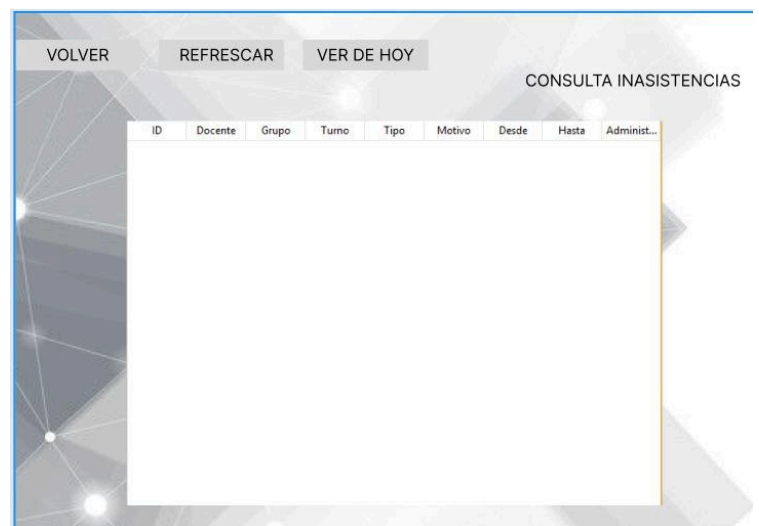 VOLVER REFRESCAR VER DE HOY
CONSULTA INASISTENCIAS
ID Docente Grupo Turno Tipo Motivo Desde Hasta Administ...